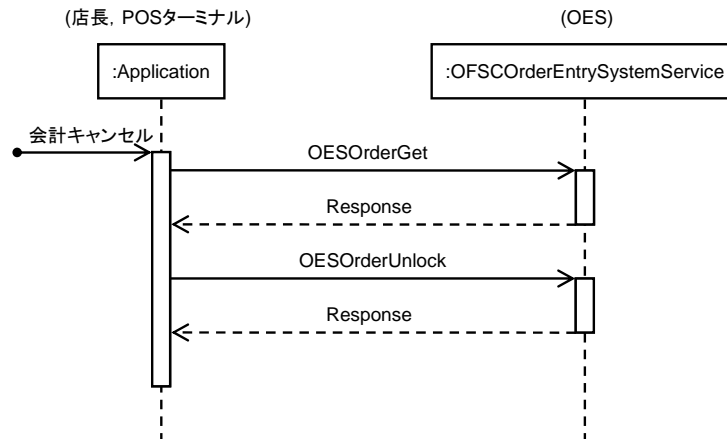 (店長, POSターミナル)
(OES)
:Application
:OFSCOrderEntrySystemService
会計キャンセル
OESOrderGet
Response
OESOrderUnlock
Response